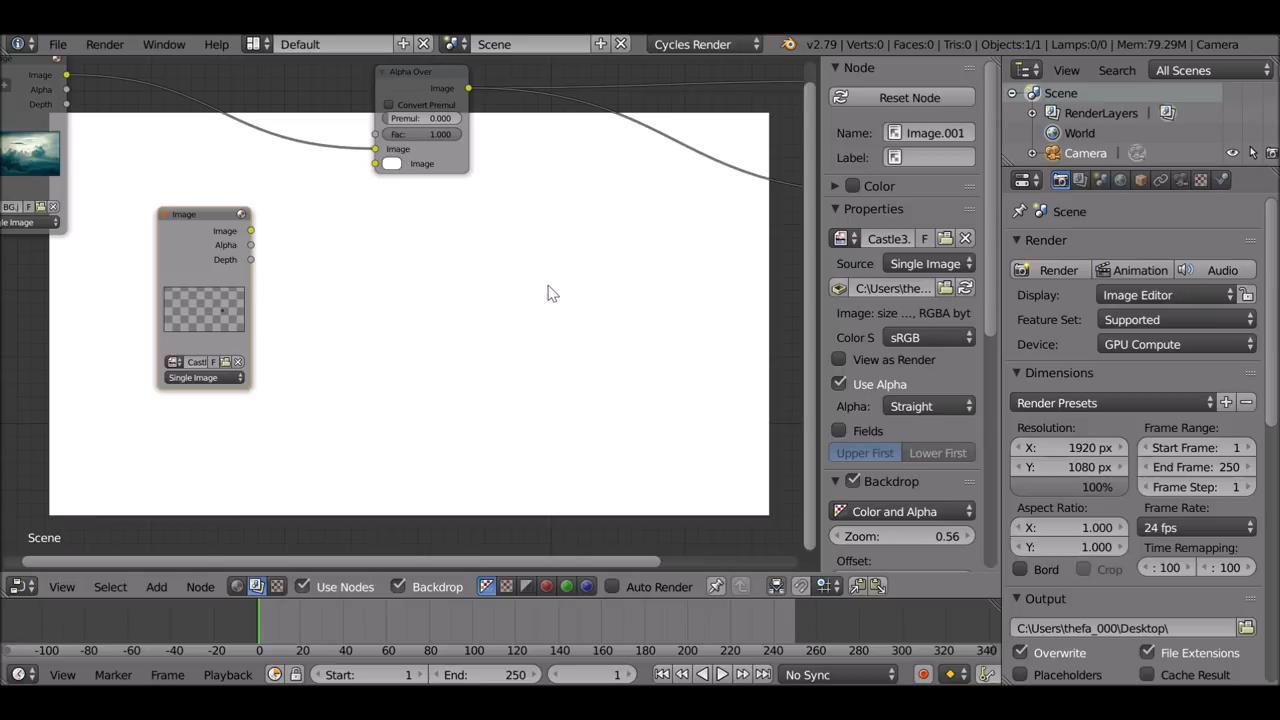 File Render Window Help Default Scene Cycles Render v2.79 | Verts:0 | Faces:0 | Tris:0 | Objects:1/1 | Lamps:0/0 | Mem:79.29M | Camera
View Search All Scenes
Scene
RenderLayers
World
Camera
Image
Alpha
Depth
BG.j F
Alpha Over
Image
Convert Premul
Premul: 0.000
Fac: 1.000
Image
Image
Image
Image
Alpha
Depth
F
Single Image
Scene
Node
Reset Node
Name: Image.001
Label:
Color
Properties
Castle3. F
Source Single Image
C:\Users\the...
Image: size ..., RGBA byt
Color S sRGB
View as Render
Use Alpha
Alpha: Straight
Fields
Upper First Lower First
Backdrop
Color and Alpha
Zoom: 0.56
Offset:
Scene
Render
Render Animation Audio
Display: Image Editor
Feature Set: Supported
Device: GPU Compute
Dimensions
Render Presets
Resolution: Frame Range:
X: 1920 px Start Frame: 1
Y: 1080 px End Frame: 250
100% Frame Step: 1
Aspect Ratio: Frame Rate:
X: 1.000 24 fps
Y: 1.000 Time Remapping:
Bord Crop : 100 : 100
Output
C:\Users\thefa_000\Desktop\
Overwrite File Extensions
Placeholders Cache Result
View Select Add Node Use Nodes Backdrop Auto Render
-100 -80 -60 -40 -20 0 20 40 60 80 100 120 140 160 180 200 220 240 260 280 300 320 340
View Marker Frame Playback Start: 1 End: 250 1 No Sync